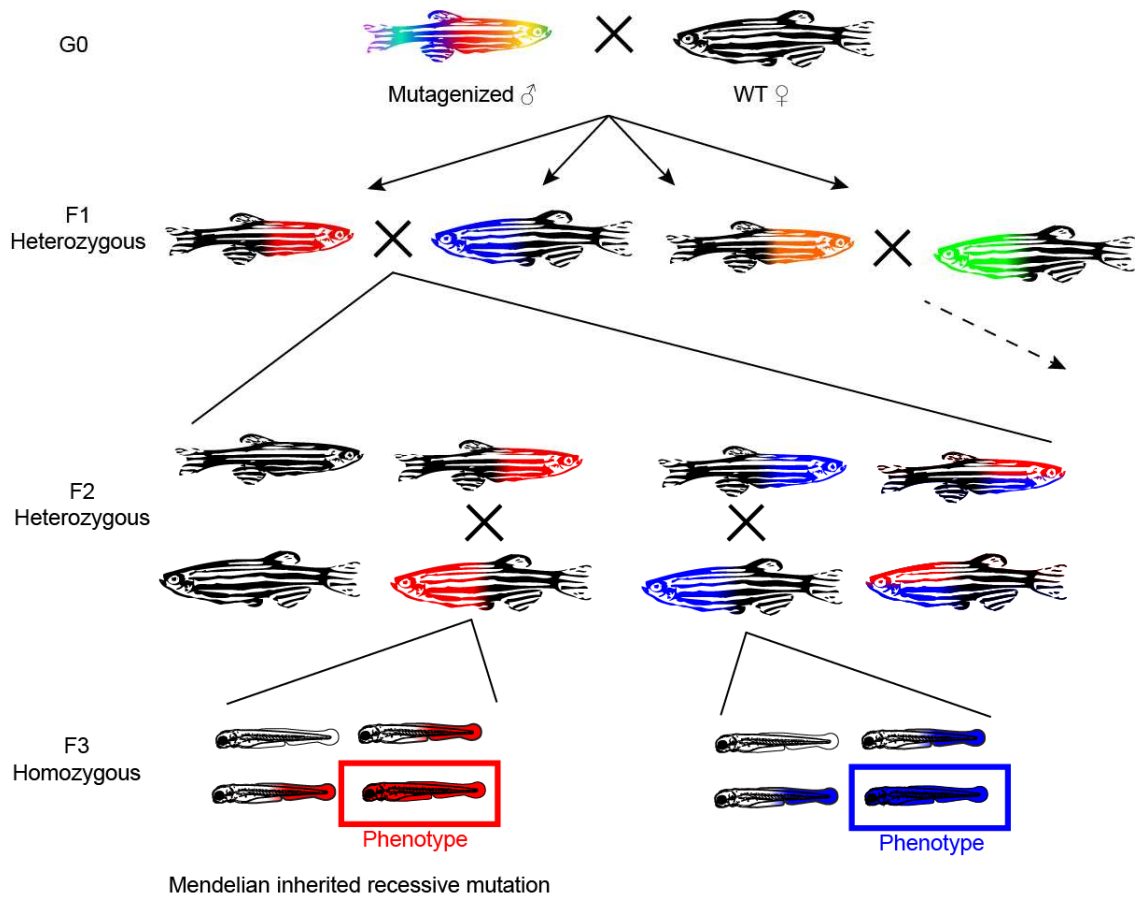 G0
Mutagenized ♂
WT ♀
F1
Heterozygous
F2
Heterozygous
F3
Homozygous
Phenotype
Phenotype
Mendelian inherited recessive mutation